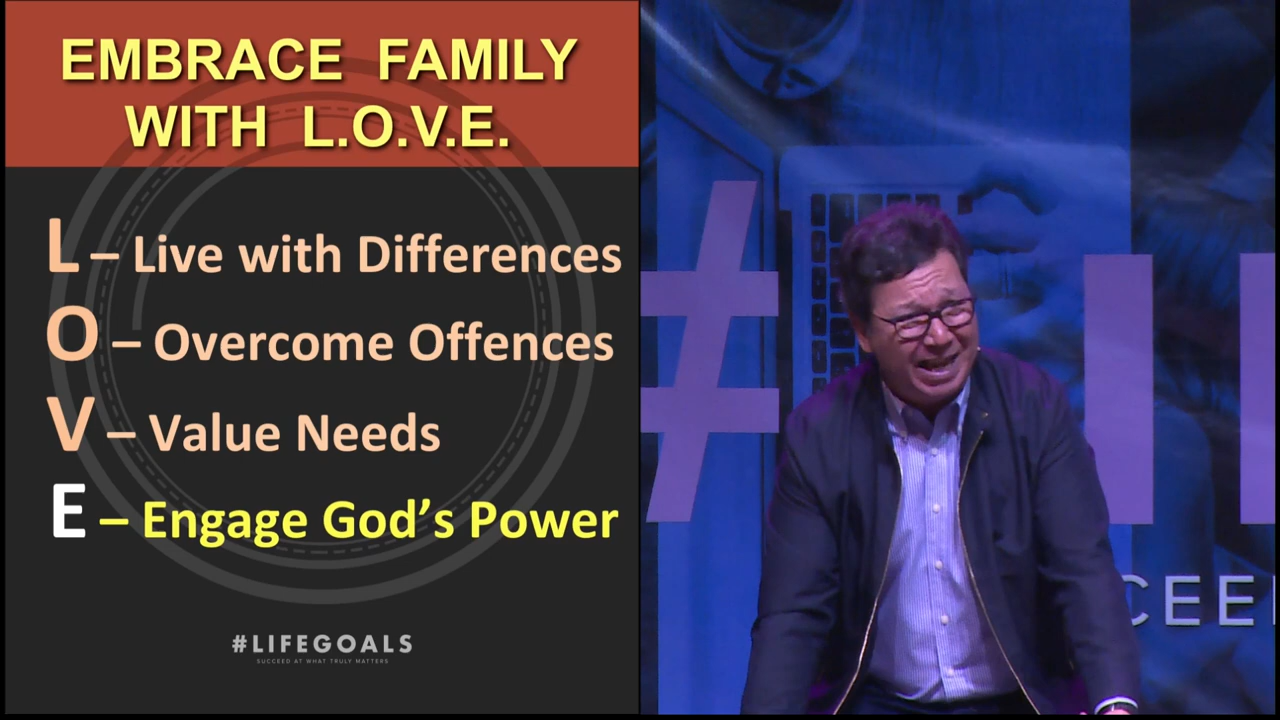 EMBRACE FAMILY
WITH L.O.V.E.
L – Live with Differences
O – Overcome Offences
V – Value Needs
E – Engage God's Power
#LIFEGOALS
SUCCEED AT WHAT TRULY MATTERS
#
CEE